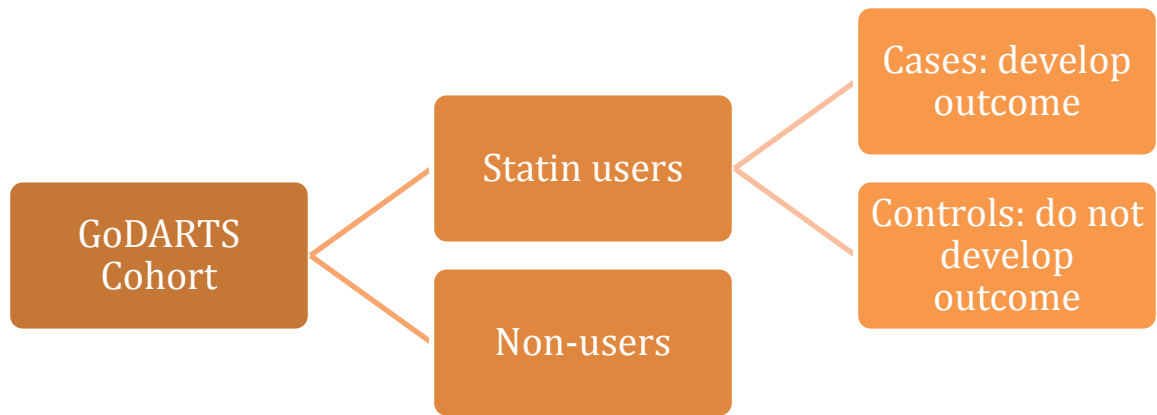 GoDARTS
Cohort
Statin users
Non-users
Cases: develop
outcome
Controls: do not
develop
outcome